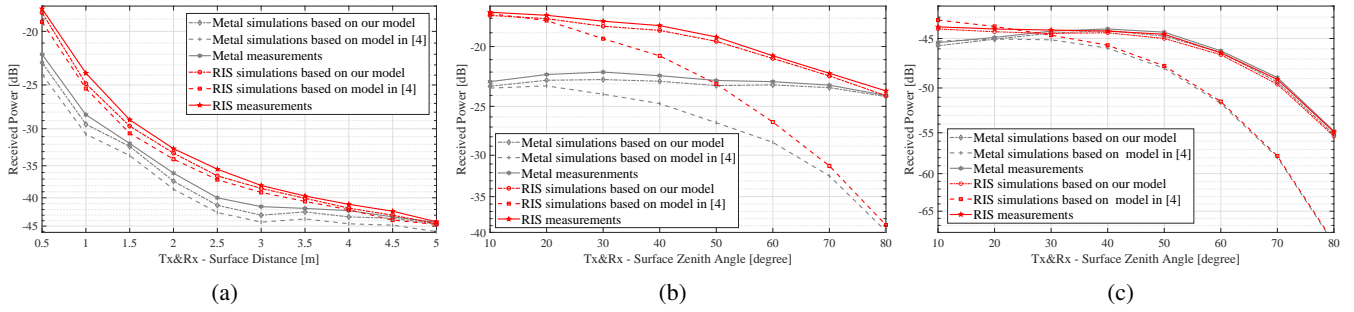 Received Power [dB]
-20
-25
-30
-35
-40
-45
0.5 1 1.5 2 2.5 3 3.5 4 4.5 5
Tx&Rx - Surface Distance [m]
Metal simulations based on our model
Metal simulations based on model in [4]
Metal measurements
RIS simulations based on our model
RIS simulations based on model in [4]
RIS measurements
(a)
Received Power [dB]
-20
-25
-30
-35
-40
10 20 30 40 50 60 70 80
Tx&Rx - Surface Zenith Angle [degree]
Metal simulations based on our model
Metal simulations based on model in [4]
Metal measurenments
RIS simulations based on our model
RIS simulations based on model in [4]
RIS measurements
(b)
Received Power [dB]
-45
-50
-55
-60
-65
10 20 30 40 50 60 70 80
Tx&Rx - Surface Zenith Angle [degree]
Metal simulations based on our model
Metal simulations based on model in [4]
Metal measurements
RIS simulations based on our model
RIS simulations based on model in [4]
RIS measurements
(c)